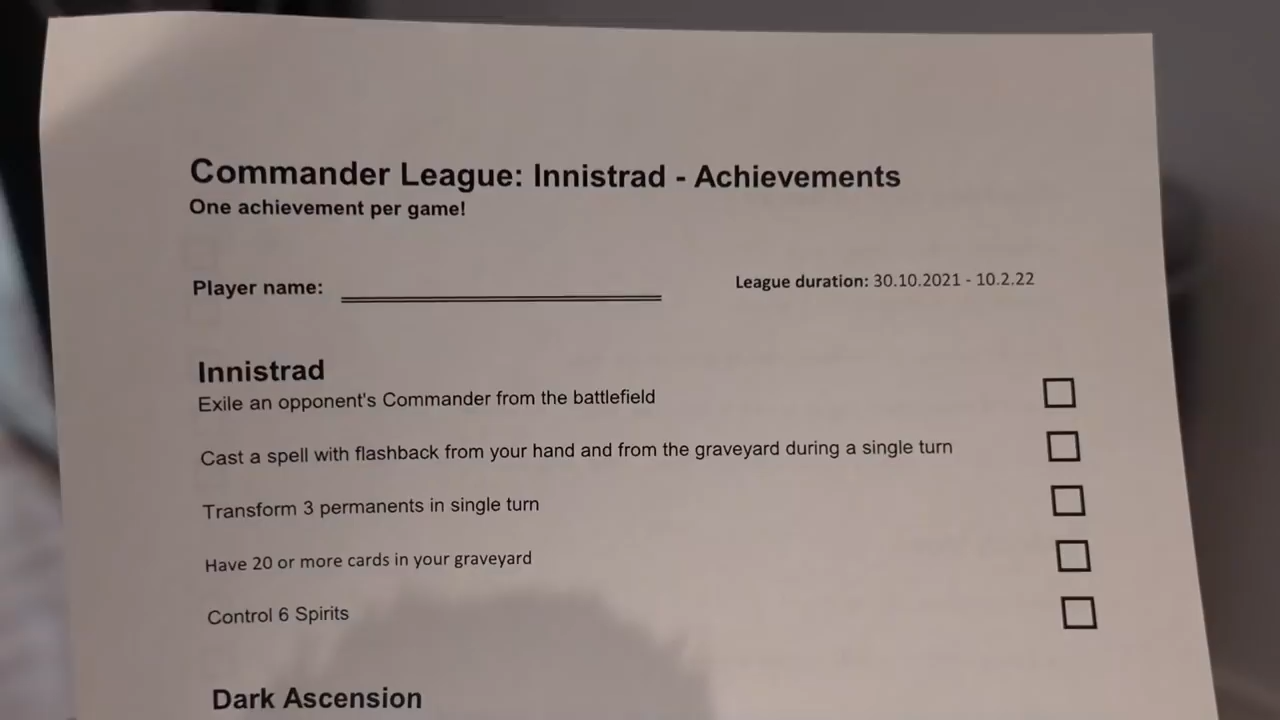 Commander League: Innistrad - Achievements
One achievement per game!
Player name:
League duration: 30.10.2021 - 10.2.22
Innistrad
Exile an opponent's Commander from the battlefield
Cast a spell with flashback from your hand and from the graveyard during a single turn
Transform 3 permanents in single turn
Have 20 or more cards in your graveyard
Control 6 Spirits
Dark Ascension